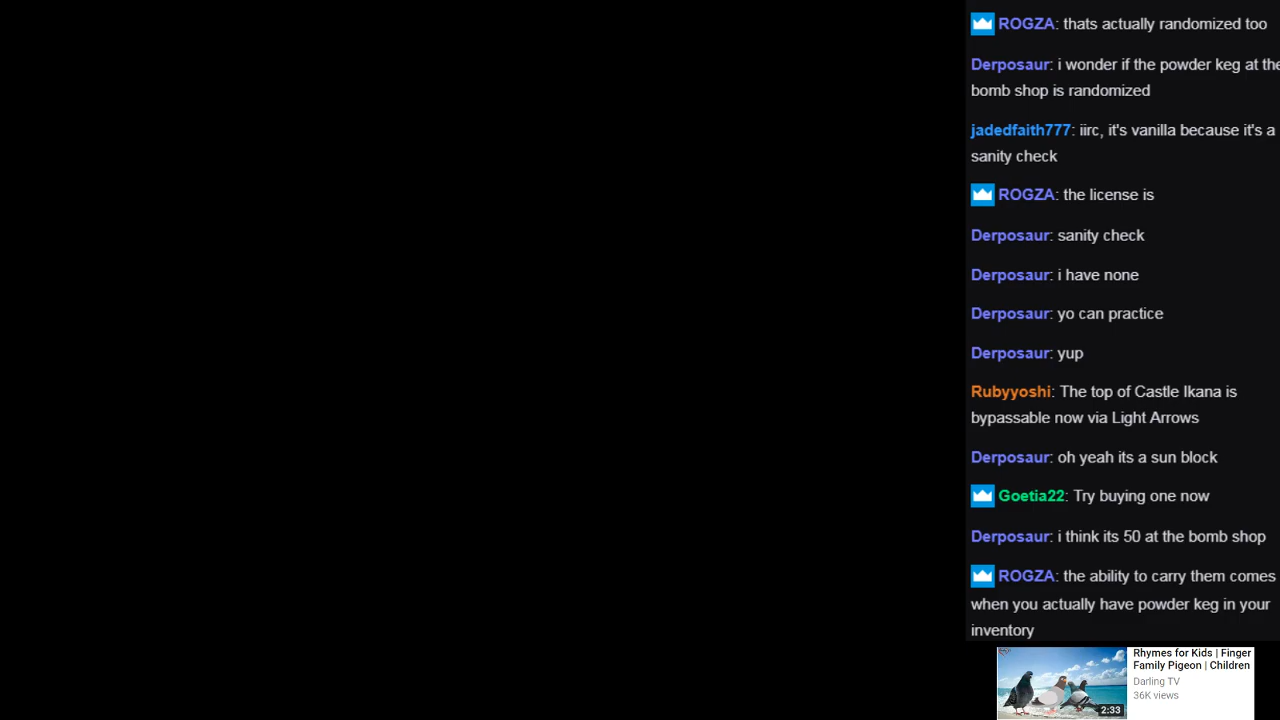 ROGZA: thats actually randomized too
Derposaur: i wonder if the powder keg at the
bomb shop is randomized
jadedfaith777: iirc, it's vanilla because it's a
sanity check
ROGZA: the license is
Derposaur: sanity check
Derposaur: i have none
Derposaur: yo can practice
Derposaur: yup
Rubyyoshi: The top of Castle Ikana is
bypassable now via Light Arrows
Derposaur: oh yeah its a sun block
Goetia22: Try buying one now
Derposaur: i think its 50 at the bomb shop
ROGZA: the ability to carry them comes
when you actually have powder keg in your
inventory
Rhymes for Kids | Finger
Family Pigeon | Children
Darling TV
36K views
2:33